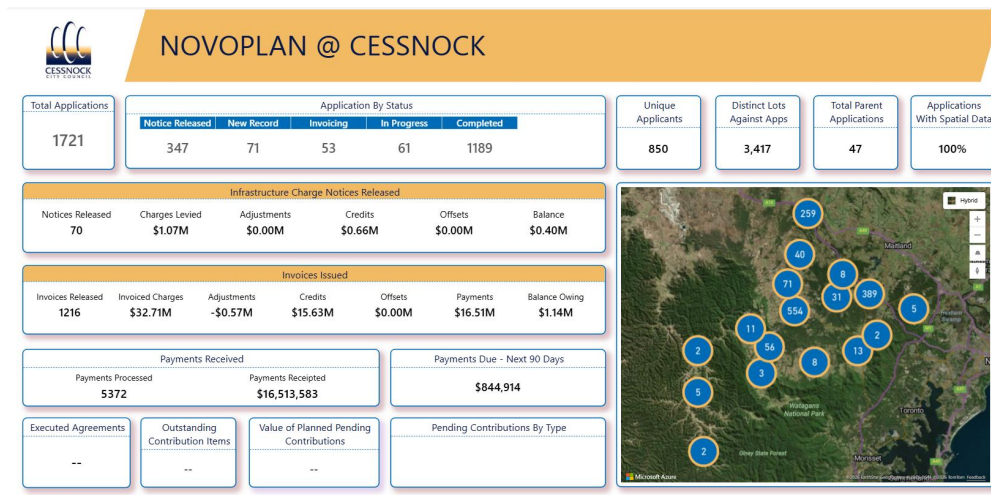 CESSNOCK
CITY COUNCIL
NOVOPLAN @ CESSNOCK
Total Applications
1721
Application By Status
Notice Released New Record Invoicing In Progress Completed
347 71 53 61 1189
Unique
Applicants
850
Distinct Lots
Against Apps
3,417
Total Parent
Applications
47
Applications
With Spatial Data
100%
Infrastructure Charge Notices Released
Notices Released Charges Levied Adjustments Credits Offsets Balance
70 $1.07M $0.00M $0.66M $0.00M $0.40M
Invoices Issued
Invoices Released Invoiced Charges Adjustments Credits Offsets Payments Balance Owing
1216 $32.71M -$0.57M $15.63M $0.00M $16.51M $1.14M
Payments Received
Payments Processed Payments Receipted
5372 $16,513,583
Payments Due - Next 90 Days
$844,914
Executed Agreements
--
Outstanding
Contribution Items
--
Value of Planned Pending
Contributions
--
Pending Contributions By Type
Hybrid
+
−
259
Maitland
40
8
71
31
389
554
5
Hexham
Swamp
11
2
2
56
13
8
3
5
Watagans
National Park
Toronto
2
Olney State Forest
Morisset
Microsoft Azure
Feedback